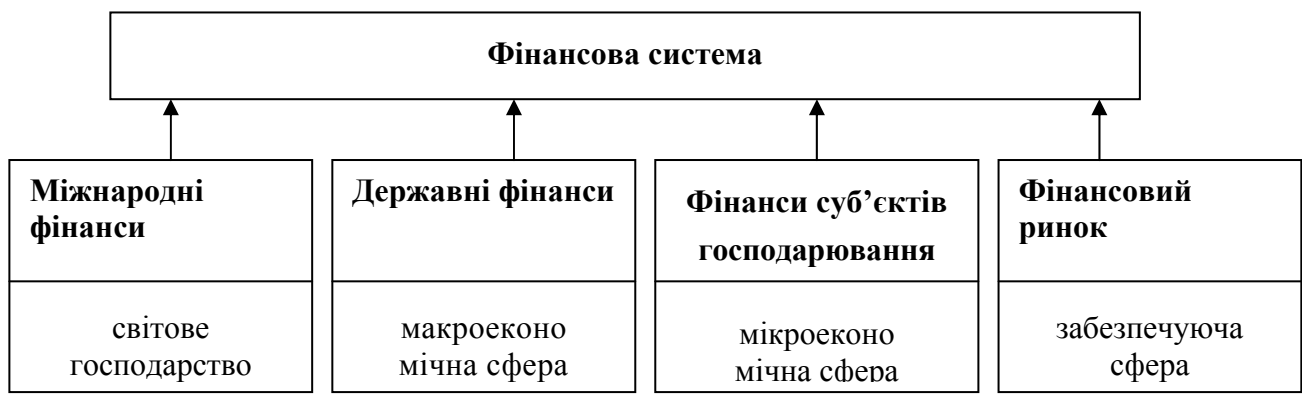 Фінансова система
Міжнародні
фінанси
світове
господарство
Державні фінанси
макроеконо
мічна сфера
Фінанси суб’єктів
господарювання
мікроеконо
мічна сфера
Фінансовий
ринок
забезпечуюча
сфера